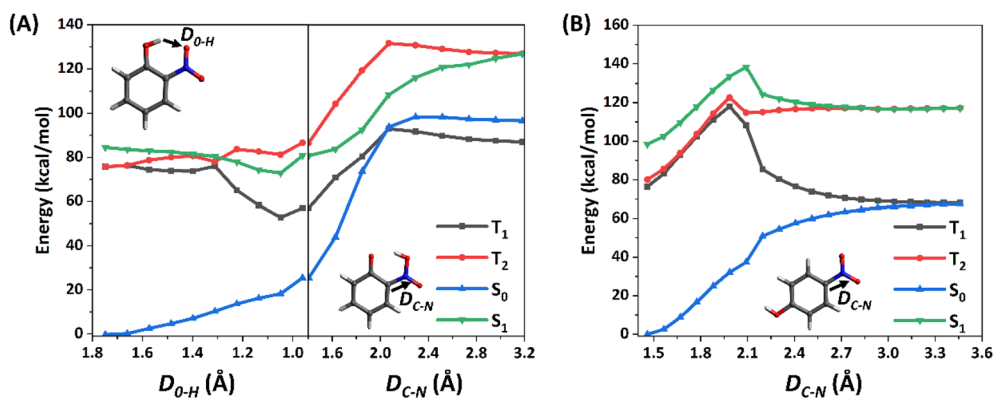 (A)
Energy (kcal/mol)
140
120
100
80
60
40
20
0
D0-H
T1
T2
S0
S1
DC-N
1.8 1.6 1.4 1.2 1.0 2.0 2.4 2.8 3.2
D0-H (Å) DC-N (Å)
(B)
Energy (kcal/mol)
160
140
120
100
80
60
40
20
0
T1
T2
S0
S1
DC-N
1.5 1.8 2.1 2.4 2.7 3.0 3.3 3.6
DC-N (Å)